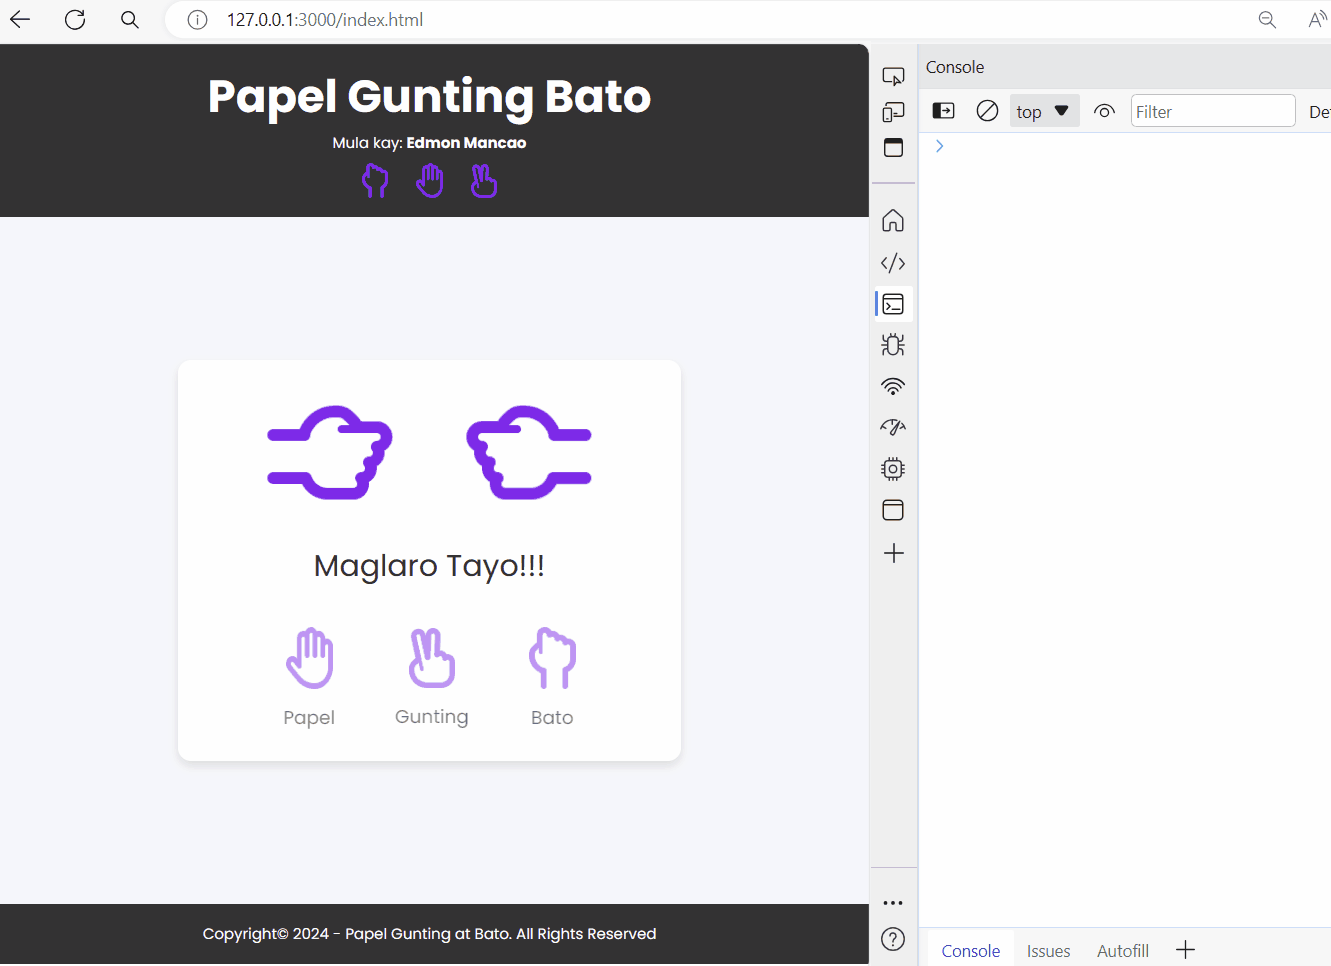 127.0.0.1:3000/index.html
Papel Gunting Bato
Mula kay: Edmon Mancao
Maglaro Tayo!!!
Papel
Gunting
Bato
Copyright© 2024 - Papel Gunting at Bato. All Rights Reserved
Console
top
Filter
Console
Issues
Autofill